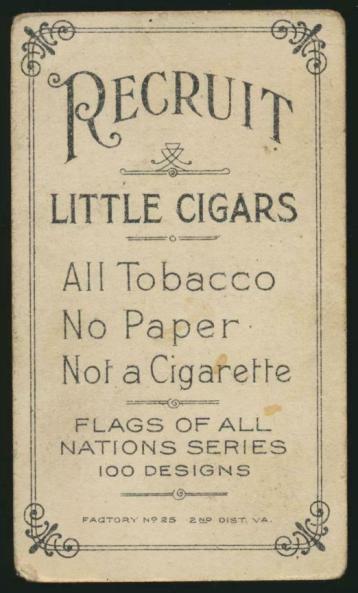 RECRUIT
LITTLE CIGARS
All Tobacco
No Paper
Not a Cigarette
FLAGS OF ALL
NATIONS SERIES
100 DESIGNS
FACTORY Nº 25 2ND DIST. VA.